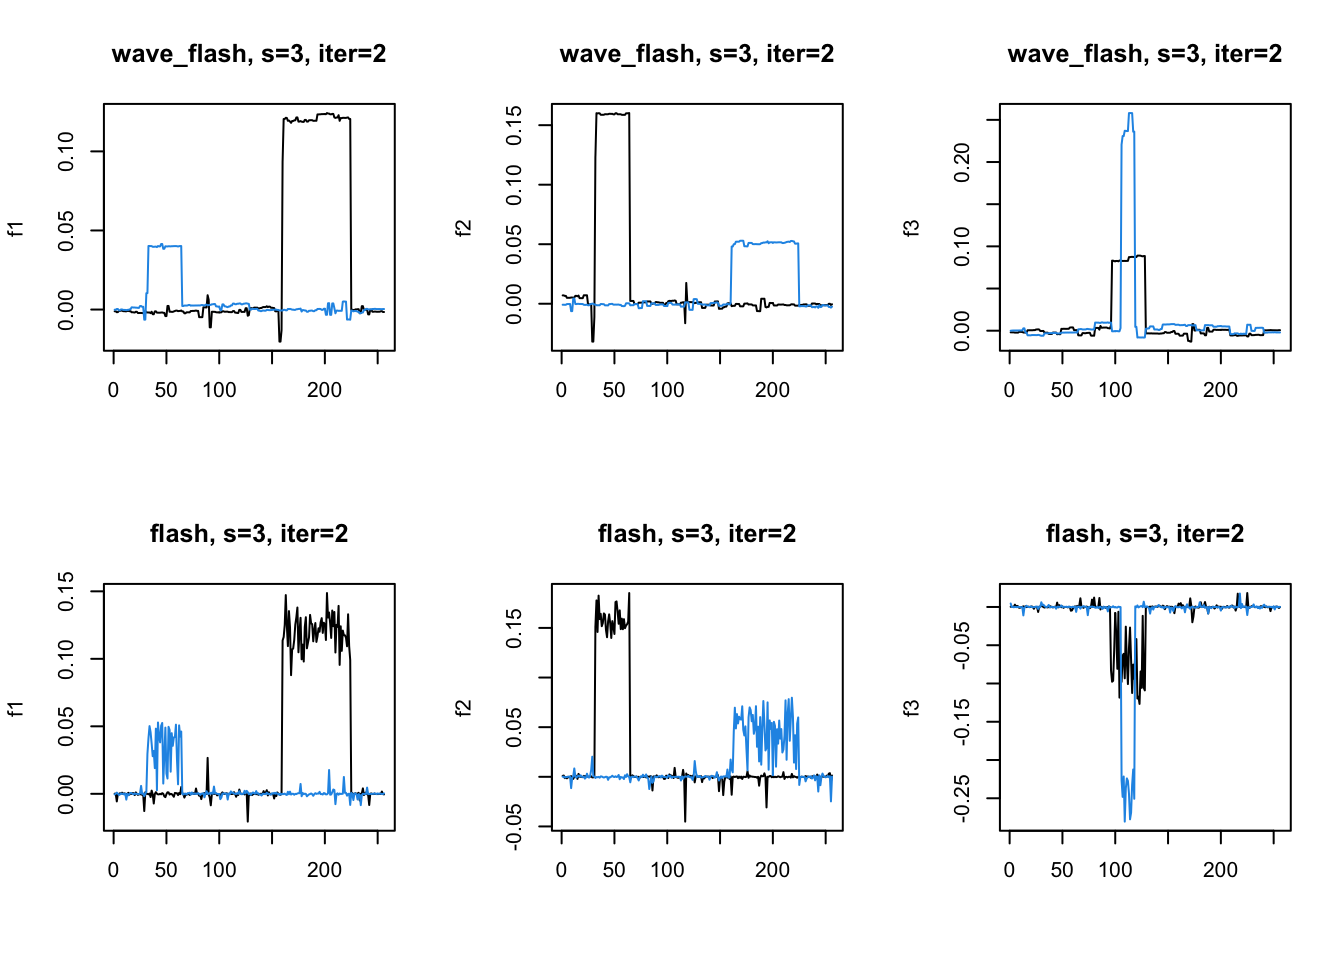 wave_flash, s=3, iter=2
f1
0.00 0.05 0.10
0 50 100 200
wave_flash, s=3, iter=2
f2
0.00 0.05 0.10 0.15
0 50 100 200
wave_flash, s=3, iter=2
f3
0.00 0.10 0.20
0 50 100 200
flash, s=3, iter=2
f1
0.00 0.05 0.10 0.15
0 50 100 200
flash, s=3, iter=2
f2
-0.05 0.05 0.15
0 50 100 200
flash, s=3, iter=2
f3
-0.25 -0.15 -0.05
0 50 100 200